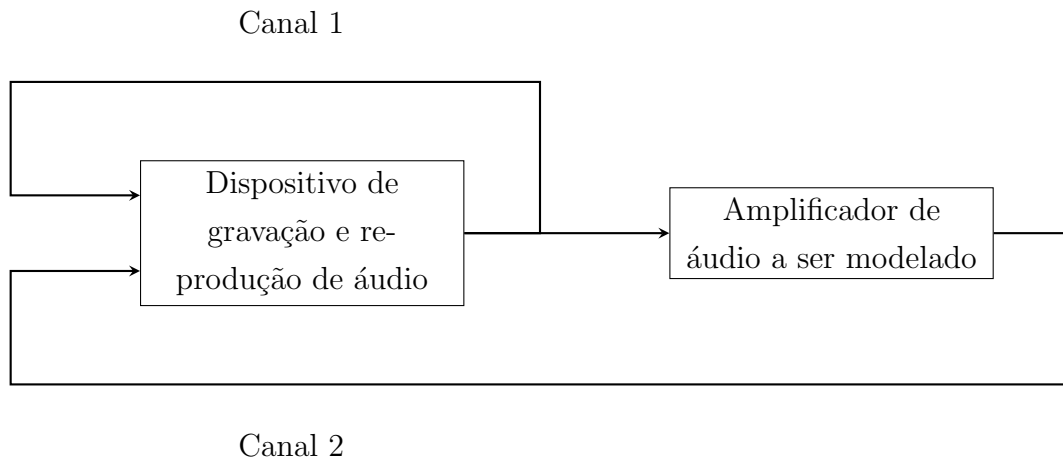 Canal 1
Dispositivo de
gravação e re-
produção de áudio
Amplificador de
áudio a ser modelado
Canal 2